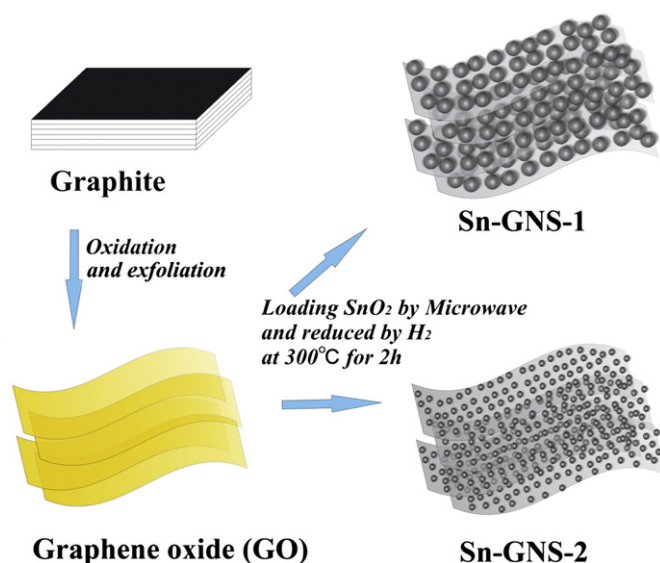 Graphite
Sn-GNS-1
Oxidation
and exfoliation
Loading SnO₂ by Microwave
and reduced by H₂
at 300℃ for 2h
Graphene oxide (GO)
Sn-GNS-2